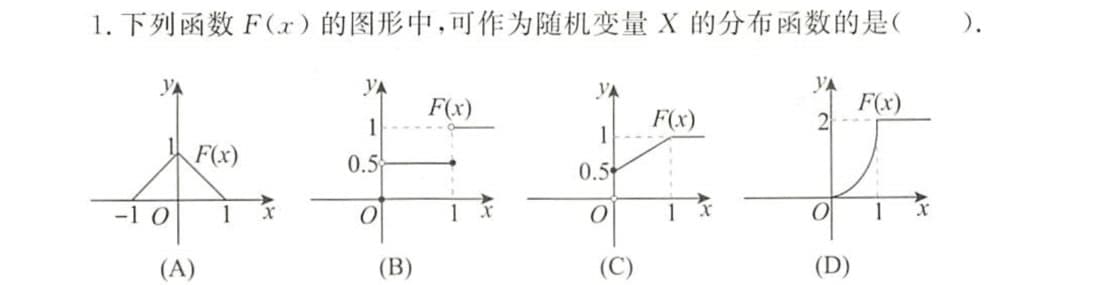 1. 下列函数 F(x) 的图形中,可作为随机变量 X 的分布函数的是(    ).
y 1 F(x) -1 O 1 x
y F(x) 1 0.5 O 1 x
y F(x) 1 0.5 O 1 x
y F(x) 2 O 1 x
(A) (B) (C) (D)